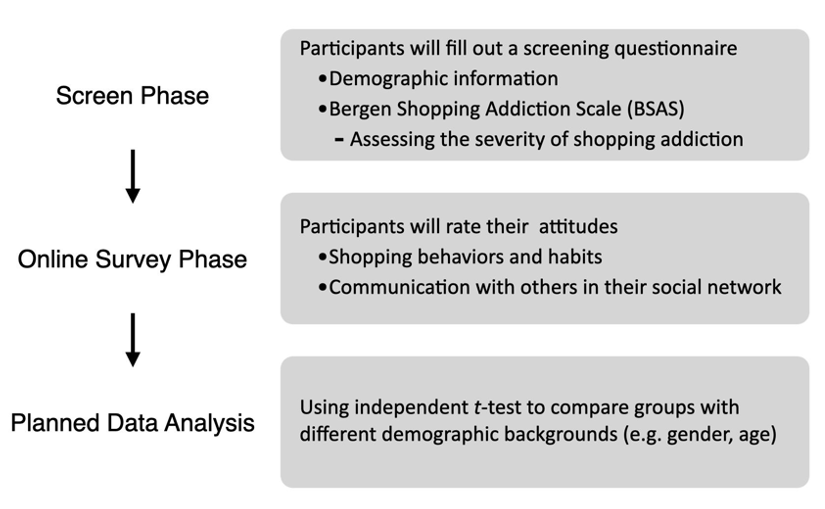 Screen Phase
Participants will fill out a screening questionnaire
•Demographic information
•Bergen Shopping Addiction Scale (BSAS)
- Assessing the severity of shopping addiction
Online Survey Phase
Participants will rate their attitudes
•Shopping behaviors and habits
•Communication with others in their social network
Planned Data Analysis
Using independent t-test to compare groups with
different demographic backgrounds (e.g. gender, age)